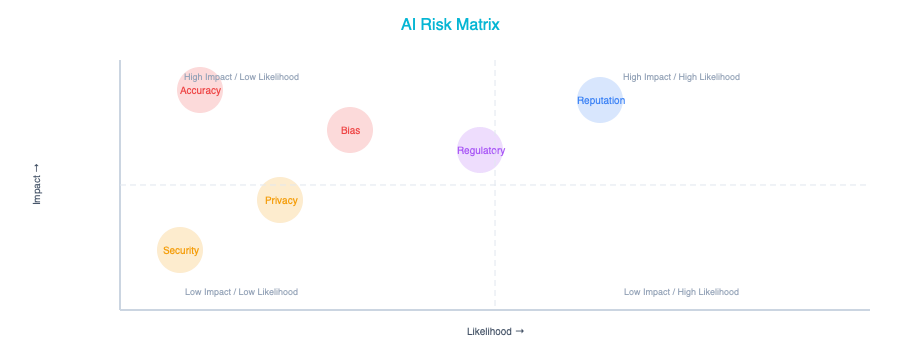 AI Risk Matrix
High Impact / Low Likelihood
High Impact / High Likelihood
Accuracy
Reputation
Bias
Regulatory
Impact →
Privacy
Security
Low Impact / Low Likelihood
Low Impact / High Likelihood
Likelihood →